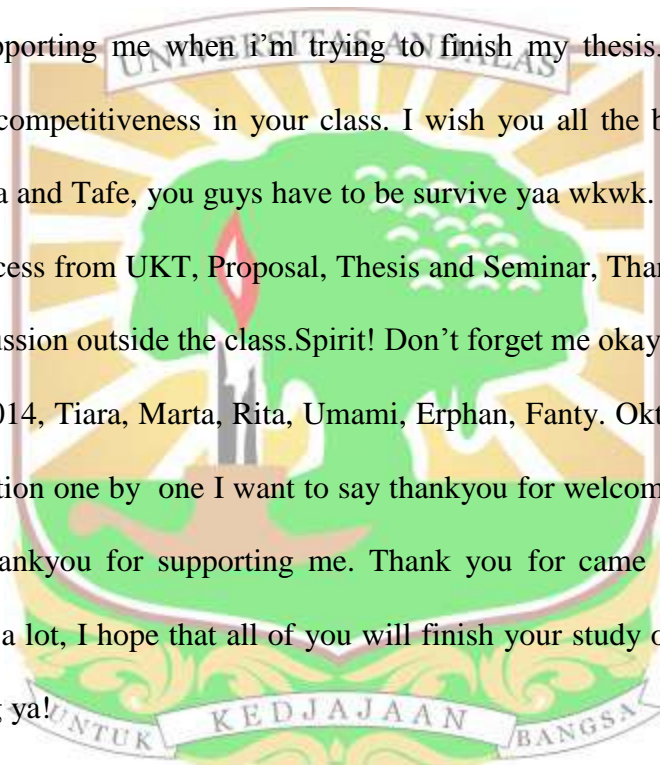 UNIVERSITAS ANDALAS
pporting me when i’m trying to finish my thesis.
competitiveness in your class. I wish you all the b
a and Tafe, you guys have to be survive yaa wkwk.
cess from UKT, Proposal, Thesis and Seminar, Than
ussion outside the class.Spirit! Don’t forget me okay
014, Tiara, Marta, Rita, Umami, Erphan, Fanty. Okt
tion one by one I want to say thankyou for welcom
ankyou for supporting me. Thank you for came
a lot, I hope that all of you will finish your study o
g ya!
UNTUK KEDJAJAAN BANGSA